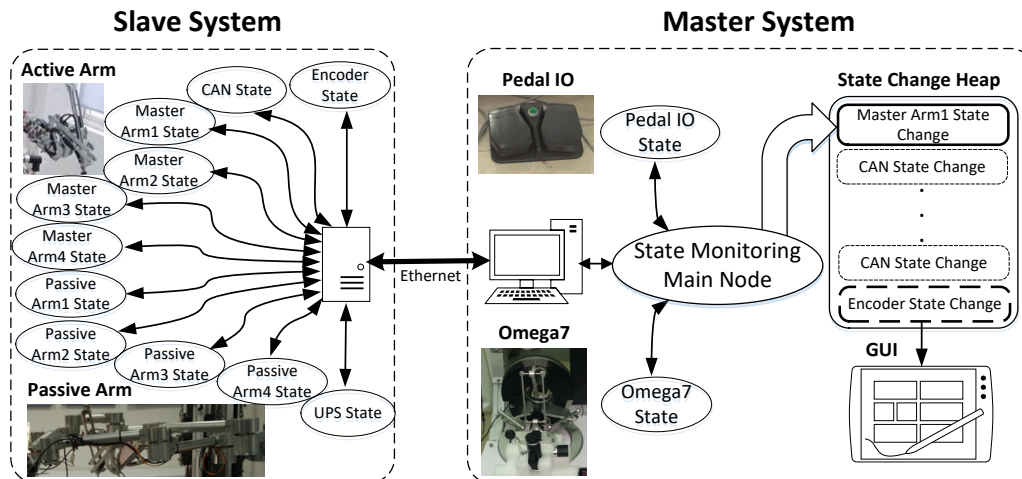 Slave System
Master System
Active Arm
CAN State
Encoder
State
Master
Arm1 State
Master
Arm2 State
Master
Arm3 State
Master
Arm4 State
Passive
Arm1 State
Passive
Arm2 State
Passive
Arm3 State
Passive
Arm4 State
UPS State
Passive Arm
Ethernet
Pedal IO
Pedal IO
State
State Monitoring
Main Node
Omega7
Omega7
State
State Change Heap
Master Arm1 State
Change
CAN State Change
.
.
.
CAN State Change
Encoder State Change
GUI